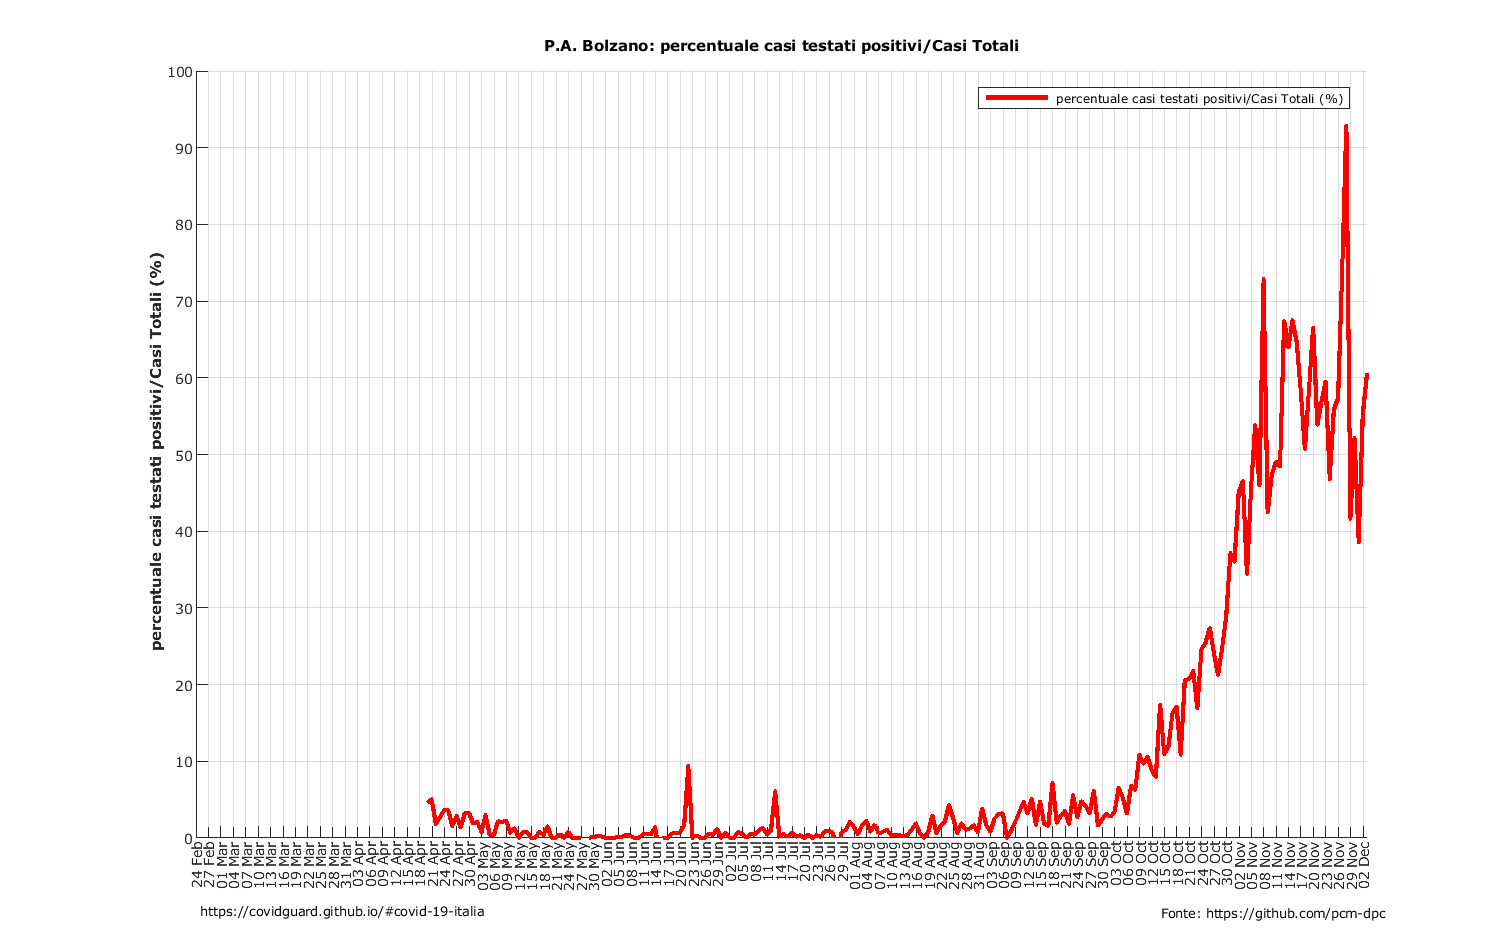 P.A. Bolzano: percentuale casi testati positivi/Casi Totali
percentuale casi testati positivi/Casi Totali (%)
percentuale casi testati positivi/Casi Totali (%)
100
90
80
70
60
50
40
30
20
10
0
24 Feb
27 Feb
01 Mar
04 Mar
07 Mar
10 Mar
13 Mar
16 Mar
19 Mar
22 Mar
25 Mar
28 Mar
31 Mar
03 Apr
06 Apr
09 Apr
12 Apr
15 Apr
18 Apr
21 Apr
24 Apr
27 Apr
30 Apr
03 May
06 May
09 May
12 May
15 May
18 May
21 May
24 May
27 May
30 May
02 Jun
05 Jun
08 Jun
11 Jun
14 Jun
17 Jun
20 Jun
23 Jun
26 Jun
29 Jun
02 Jul
05 Jul
08 Jul
11 Jul
14 Jul
17 Jul
20 Jul
23 Jul
26 Jul
29 Jul
01 Aug
04 Aug
07 Aug
10 Aug
13 Aug
16 Aug
19 Aug
22 Aug
25 Aug
28 Aug
31 Aug
03 Sep
06 Sep
09 Sep
12 Sep
15 Sep
18 Sep
21 Sep
24 Sep
27 Sep
30 Sep
03 Oct
06 Oct
09 Oct
12 Oct
15 Oct
18 Oct
21 Oct
24 Oct
27 Oct
30 Oct
02 Nov
05 Nov
08 Nov
11 Nov
14 Nov
17 Nov
20 Nov
23 Nov
26 Nov
29 Nov
02 Dec
https://covidguard.github.io/#covid-19-italia
Fonte: https://github.com/pcm-dpc